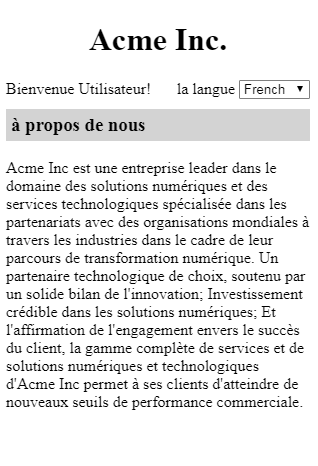 Acme Inc.
Bienvenue Utilisateur! la langue French
à propos de nous
Acme Inc est une entreprise leader dans le
domaine des solutions numériques et des
services technologiques spécialisée dans les
partenariats avec des organisations mondiales à
travers les industries dans le cadre de leur
parcours de transformation numérique. Un
partenaire technologique de choix, soutenu par
un solide bilan de l'innovation; Investissement
crédible dans les solutions numériques; Et
l'affirmation de l'engagement envers le succès
du client, la gamme complète de services et de
solutions numériques et technologiques
d'Acme Inc permet à ses clients d'atteindre de
nouveaux seuils de performance commerciale.